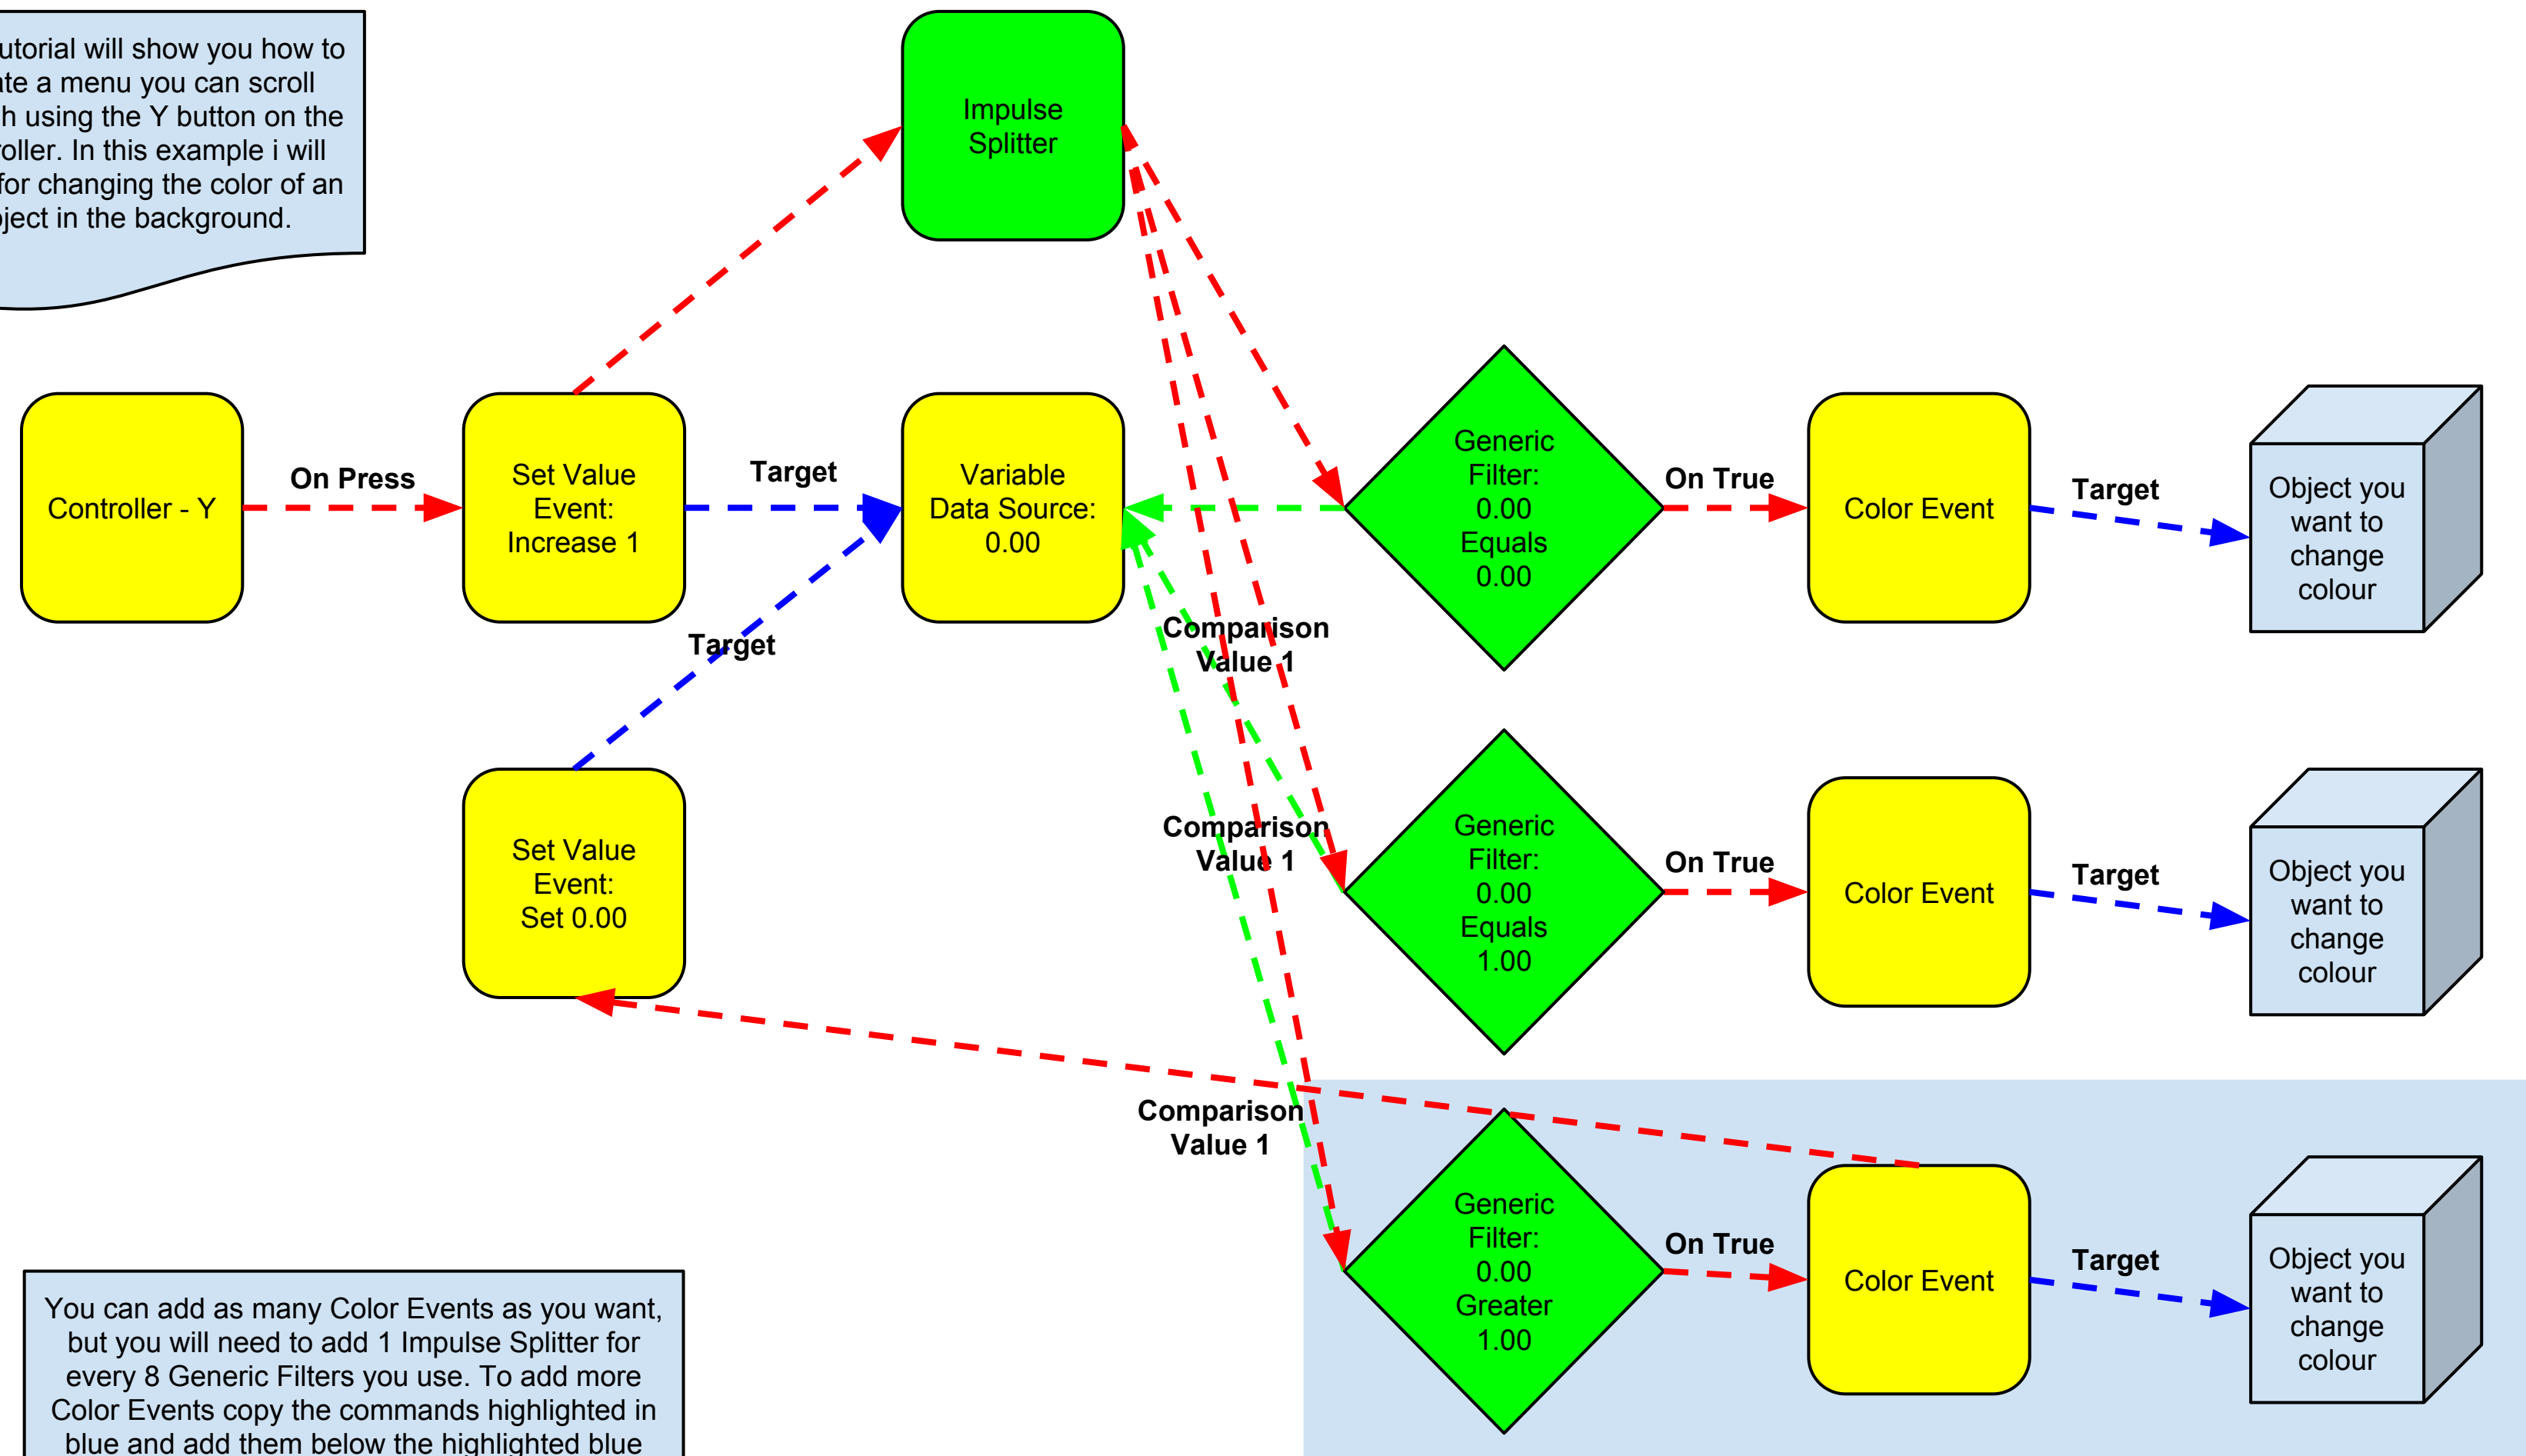 utorial will show you how to
ate a menu you can scroll
h using the Y button on the
oller. In this example i will
for changing the color of an
ject in the background.
Impulse
Splitter
Controller - Y
On Press
Set Value
Event:
Increase 1
Target
Variable
Data Source:
0.00
Generic
Filter:
0.00
Equals
0.00
On True
Color Event
Target
Object you
want to
change
colour
Target
Comparison
Value 1
Set Value
Event:
Set 0.00
Comparison
Value 1
Generic
Filter:
0.00
Equals
1.00
On True
Color Event
Target
Object you
want to
change
colour
Comparison
Value 1
Generic
Filter:
0.00
Greater
1.00
On True
Color Event
Target
Object you
want to
change
colour
You can add as many Color Events as you want,
but you will need to add 1 Impulse Splitter for
every 8 Generic Filters you use. To add more
Color Events copy the commands highlighted in
blue and add them below the highlighted blue